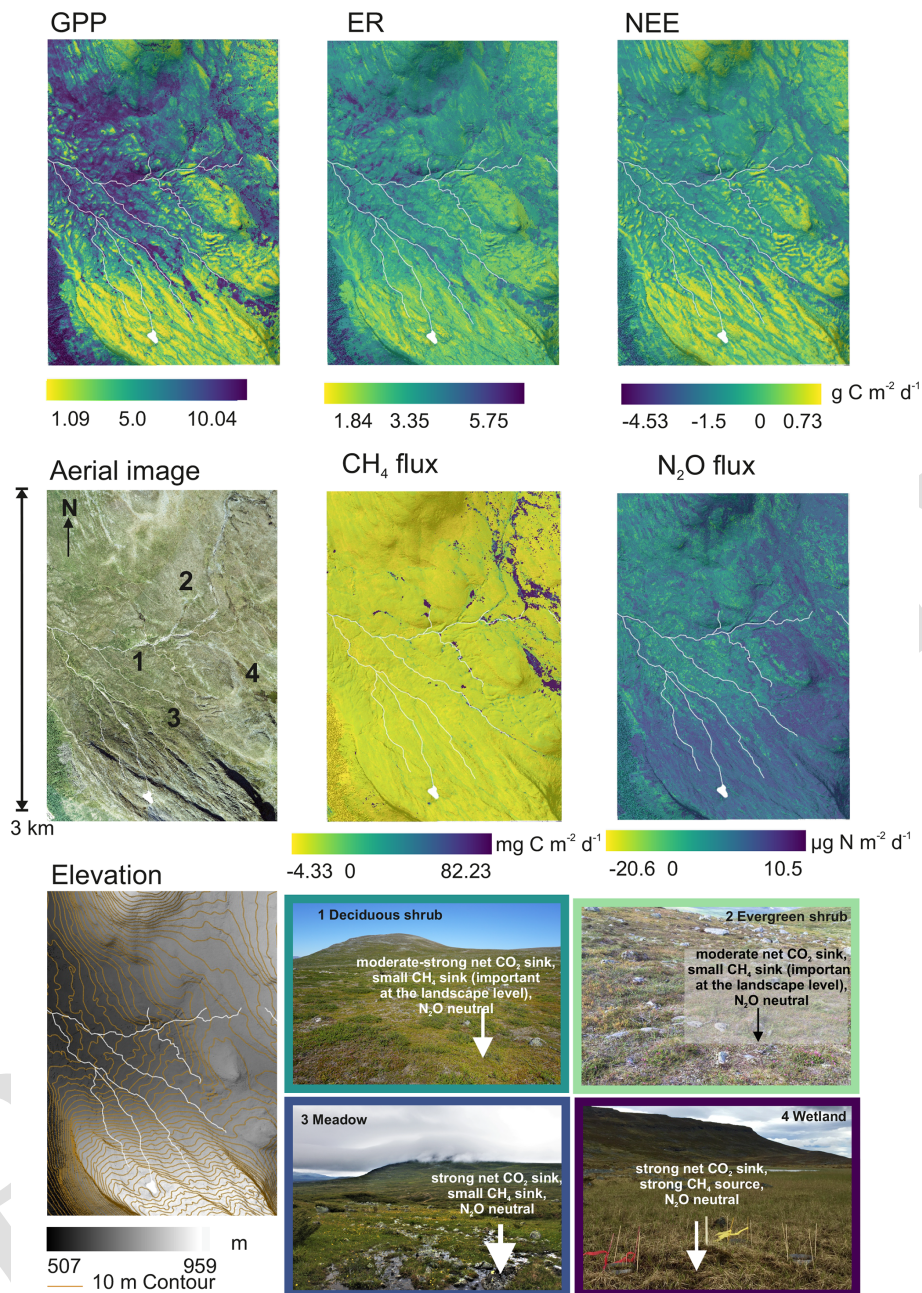 GPP
ER
NEE
1.09 5.0 10.04
1.84 3.35 5.75
-4.53 -1.5 0 0.73
g C m⁻² d⁻¹
Aerial image
CH₄ flux
N₂O flux
N
2
1
4
3
3 km
-4.33 0 82.23
mg C m⁻² d⁻¹
-20.6 0 10.5
µg N m⁻² d⁻¹
Elevation
507 959
m
10 m Contour
1 Deciduous shrub
moderate-strong net CO₂ sink,
small CH₄ sink (important
at the landscape level),
N₂O neutral
2 Evergreen shrub
moderate net CO₂ sink,
small CH₄ sink (importan
at the landscape level),
N₂O neutral
3 Meadow
strong net CO₂ sink,
small CH₄ sink,
N₂O neutral
4 Wetland
strong net CO₂ sink,
strong CH₄ source,
N₂O neutral